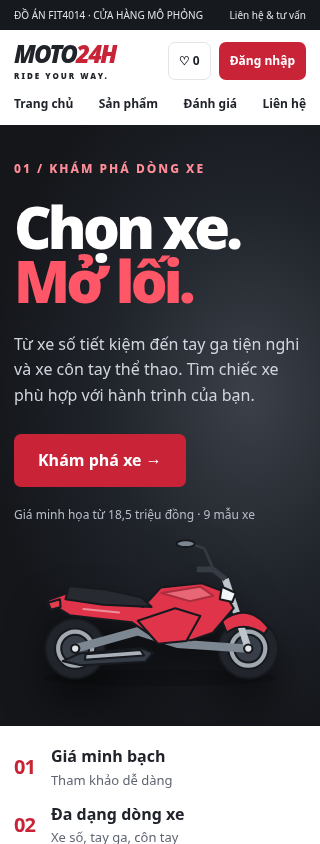 ĐỒ ÁN FIT4014 · CỬA HÀNG MÔ PHỎNG
Liên hệ & tư vấn
MOTO24H
RIDE YOUR WAY.
♡ 0
Đăng nhập
Trang chủ
Sản phẩm
Đánh giá
Liên hệ
01 / KHÁM PHÁ DÒNG XE
Chọn xe.
Mở lối.
Từ xe số tiết kiệm đến tay ga tiện nghi
và xe côn tay thể thao. Tìm chiếc xe
phù hợp với hành trình của bạn.
Khám phá xe →
Giá minh họa từ 18,5 triệu đồng · 9 mẫu xe
01
Giá minh bạch
Tham khảo dễ dàng
02
Đa dạng dòng xe
Xe số, tay ga, côn tay